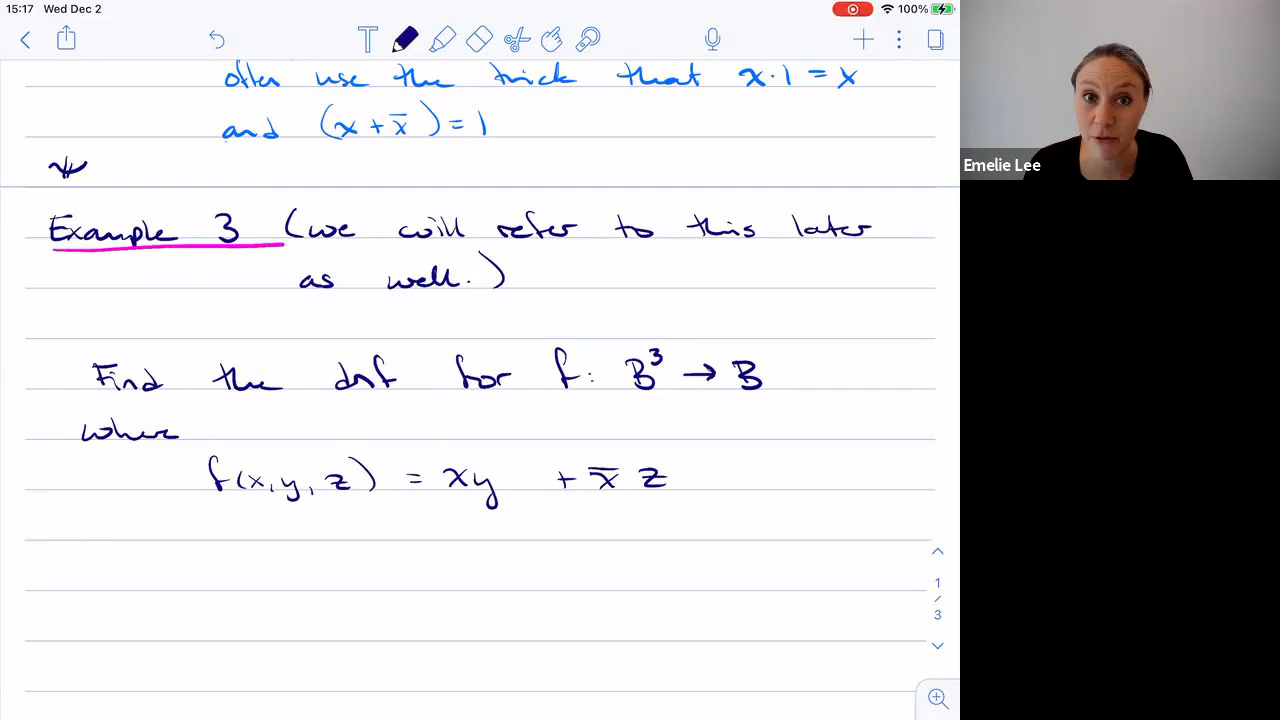 15:17 Wed Dec 2
100%
often use the trick that x·1 = x
and (x + x̄) = 1
Emelie Lee
Example 3 (we will refer to this later
as well.)
Find the dnf for f: B³ → B
where
f(x, y, z) = xy + x̄ z
1
/
3